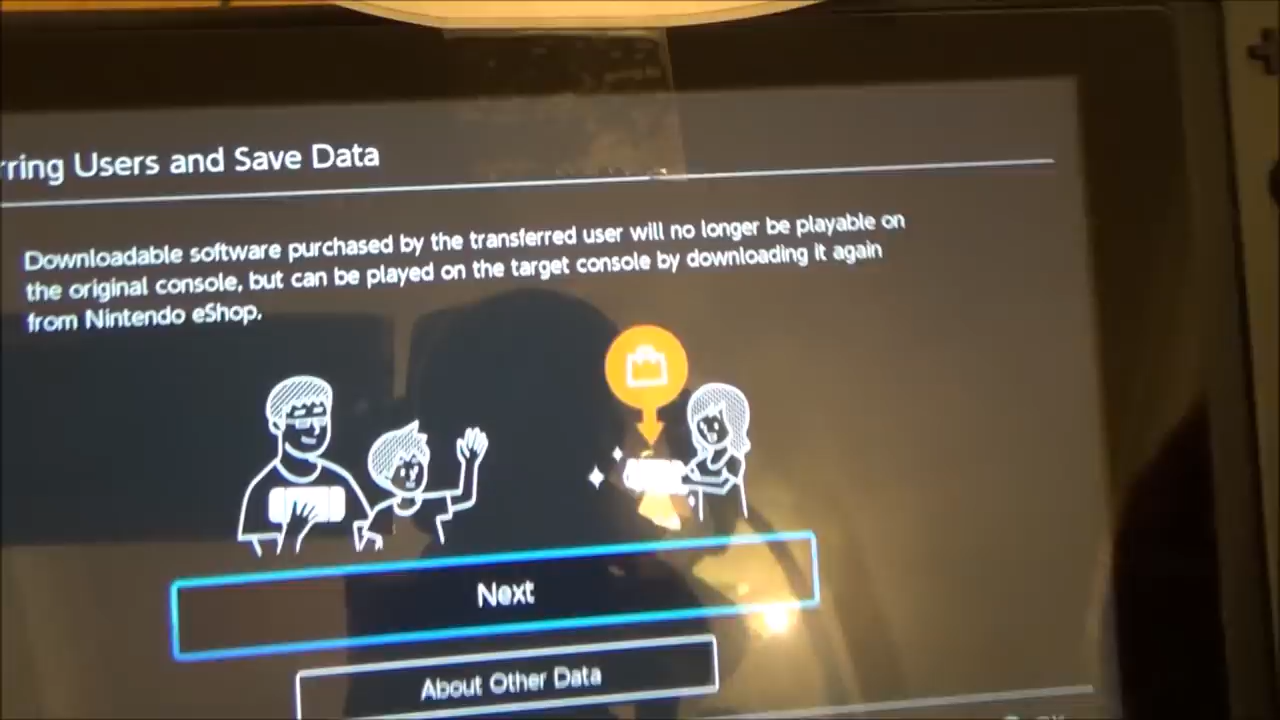 rring Users and Save Data
Downloadable software purchased by the transferred user will no longer be playable on
the original console, but can be played on the target console by downloading it again
from Nintendo eShop.
Next
About Other Data